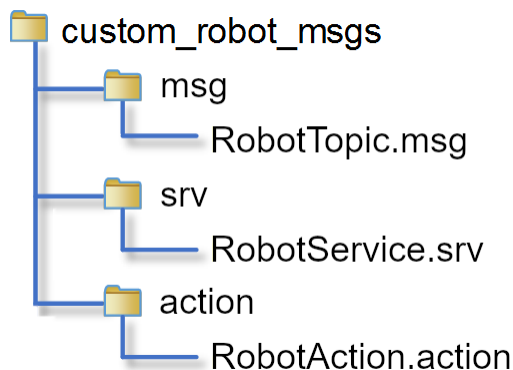 custom_robot_msgs
msg
RobotTopic.msg
srv
RobotService.srv
action
RobotAction.action